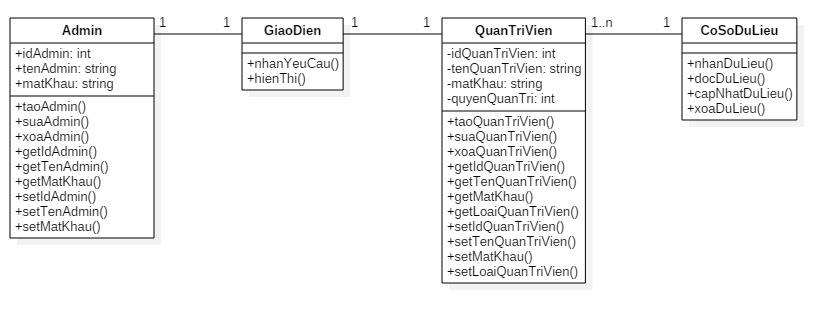 Admin
+idAdmin: int
+tenAdmin: string
+matKhau: string
+taoAdmin()
+suaAdmin()
+xoaAdmin()
+getIdAdmin()
+getTenAdmin()
+getMatKhau()
+setIdAdmin()
+setTenAdmin()
+setMatKhau()
1
1
GiaoDien
+nhanYeuCau()
+hienThi()
1
1
QuanTriVien
-idQuanTriVien: int
-tenQuanTriVien: string
-matKhau: string
-quyenQuanTri: int
+taoQuanTriVien()
+suaQuanTriVien()
+xoaQuanTriVien()
+getIdQuanTriVien()
+getTenQuanTriVien()
+getMatKhau()
+getLoaiQuanTriVien()
+setIdQuanTriVien()
+setTenQuanTriVien()
+setMatKhau()
+setLoaiQuanTriVien()
1..n
1
CoSoDuLieu
+nhanDuLieu()
+docDuLieu()
+capNhatDuLieu()
+xoaDuLieu()